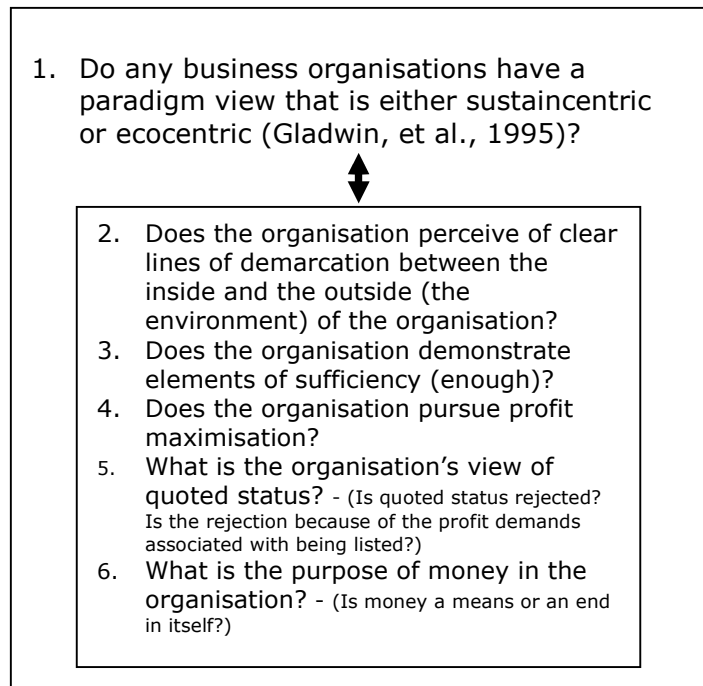 1. Do any business organisations have a
paradigm view that is either sustaincentric
or ecocentric (Gladwin, et al., 1995)?
2. Does the organisation perceive of clear
lines of demarcation between the
inside and the outside (the
environment) of the organisation?
3. Does the organisation demonstrate
elements of sufficiency (enough)?
4. Does the organisation pursue profit
maximisation?
5. What is the organisation's view of
quoted status? - (Is quoted status rejected?
Is the rejection because of the profit demands
associated with being listed?)
6. What is the purpose of money in the
organisation? - (Is money a means or an end
in itself?)